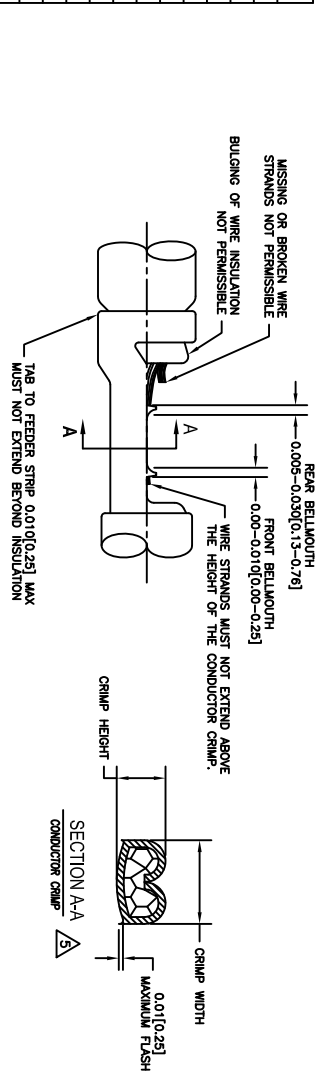 REAR BELLMOUTH
0.005-0.030[0.13-0.76]
FRONT BELLMOUTH
0.00-0.010[0.00-0.25]
MISSING OR BROKEN WIRE
STRANDS NOT PERMISSIBLE
BULGING OF WIRE INSULATION
NOT PERMISSIBLE
A
A
WIRE STRANDS MUST NOT EXTEND ABOVE
THE HEIGHT OF THE CONDUCTOR CRIMP.
TAB TO FEEDER STRIP 0.010[0.25] MAX
MUST NOT EXTEND BEYOND INSULATION
CRIMP WIDTH
CRIMP HEIGHT
0.01[0.25]
MAXIMUM FLASH
SECTION A-A
CONDUCTOR CRIMP
5